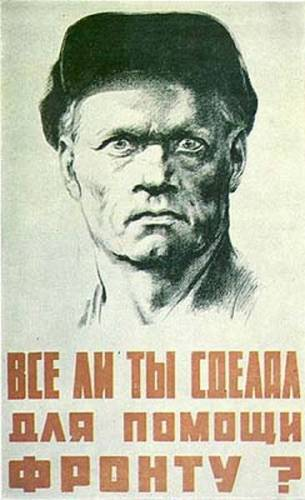 ВСЕ ЛИ ТЫ СДЕЛАЛ
ДЛЯ ПОМОЩИ
ФРОНТУ ?